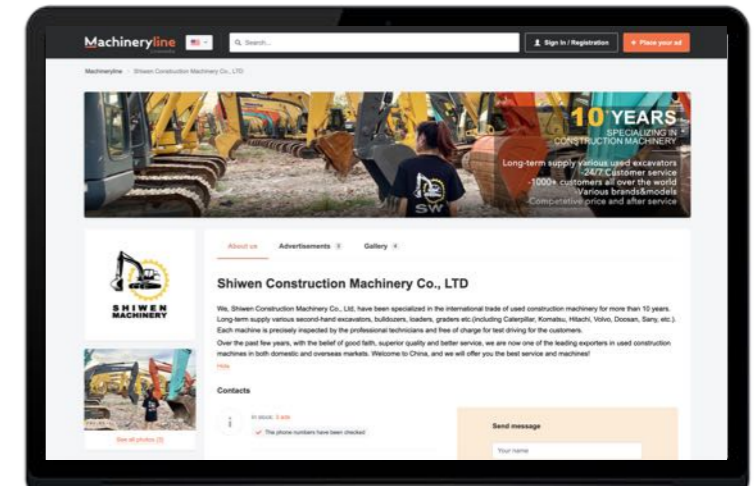 Machineryline
Search...
Sign In / Registration
+ Place your ad
Machineryline
Shiwen Construction Machinery Co., LTD
10 YEARS
SPECIALIZING IN
CONSTRUCTION MACHINERY
Long-term supply various used excavators
-24/7 Customer service
-1000+ customers all over the world
-Various brands&models
-Competetive price and after service
SW
SHIWEN
MACHINERY
About us
Advertisements
Gallery
Shiwen Construction Machinery Co., LTD
We, Shiwen Construction Machinery Co., Ltd, have been specialized in the international trade of used construction machinery for more than 10 years.
Long-term supply various second-hand excavators, bulldozers, loaders, graders etc.(including Caterpillar, Komatsu, Hitachi, Volvo, Doosan, Sany, etc.).
Each machine is precisely inspected by the professional technicians and free of charge for test driving for the customers.
Over the past few years, with the belief of good faith, superior quality and better service, we are now one of the leading exporters in used construction
machines in both domestic and overseas markets. Welcome to China, and we will offer you the best service and machines!
Hide
See all photos
Contacts
In stock:
The phone numbers have been checked
Send message
Your name